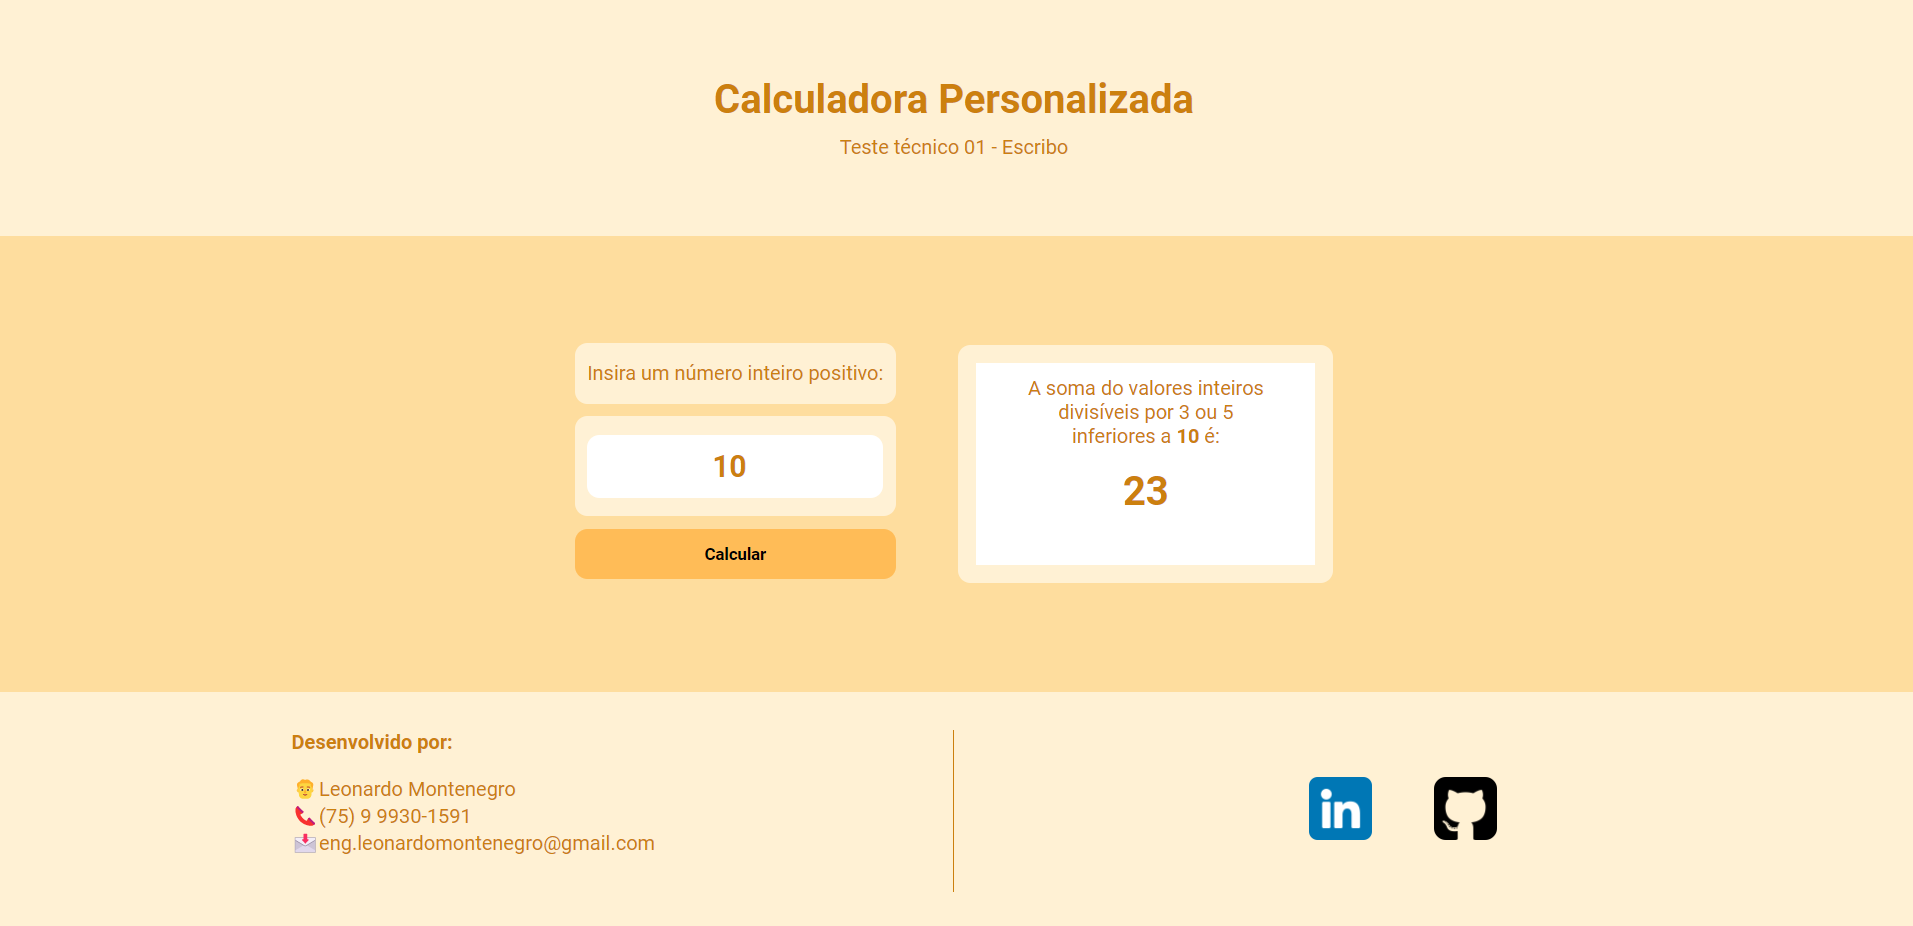 Calculadora Personalizada
Teste técnico 01 - Escribo
Insira um número inteiro positivo:
10
Calcular
A soma do valores inteiros
divisíveis por 3 ou 5
inferiores a 10 é:
23
Desenvolvido por:
Leonardo Montenegro
(75) 9 9930-1591
eng.leonardomontenegro@gmail.com
in